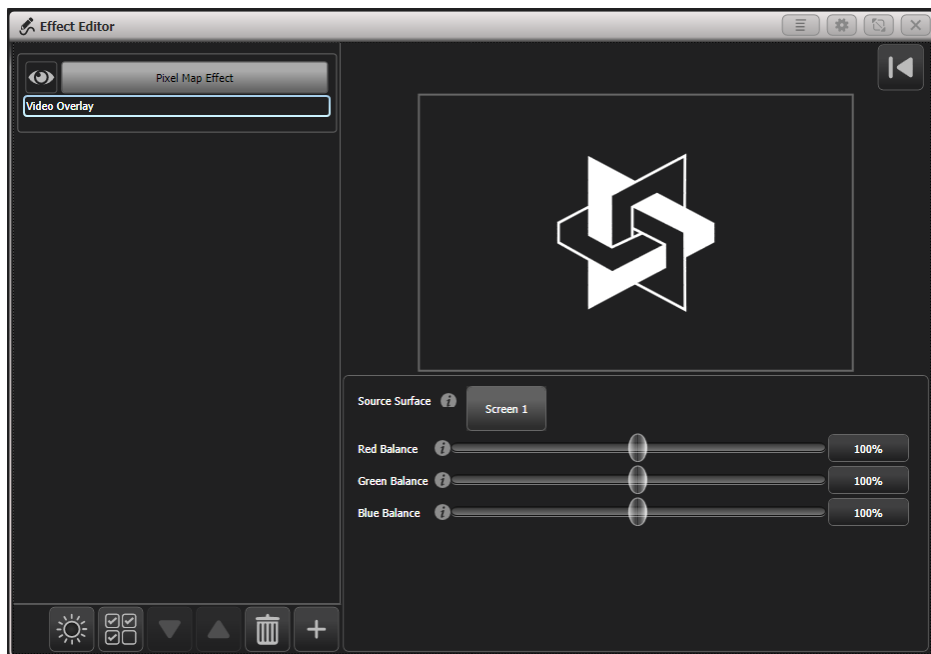 Effect Editor
Pixel Map Effect
Video Overlay
Source Surface
Screen 1
Red Balance
100%
Green Balance
100%
Blue Balance
100%